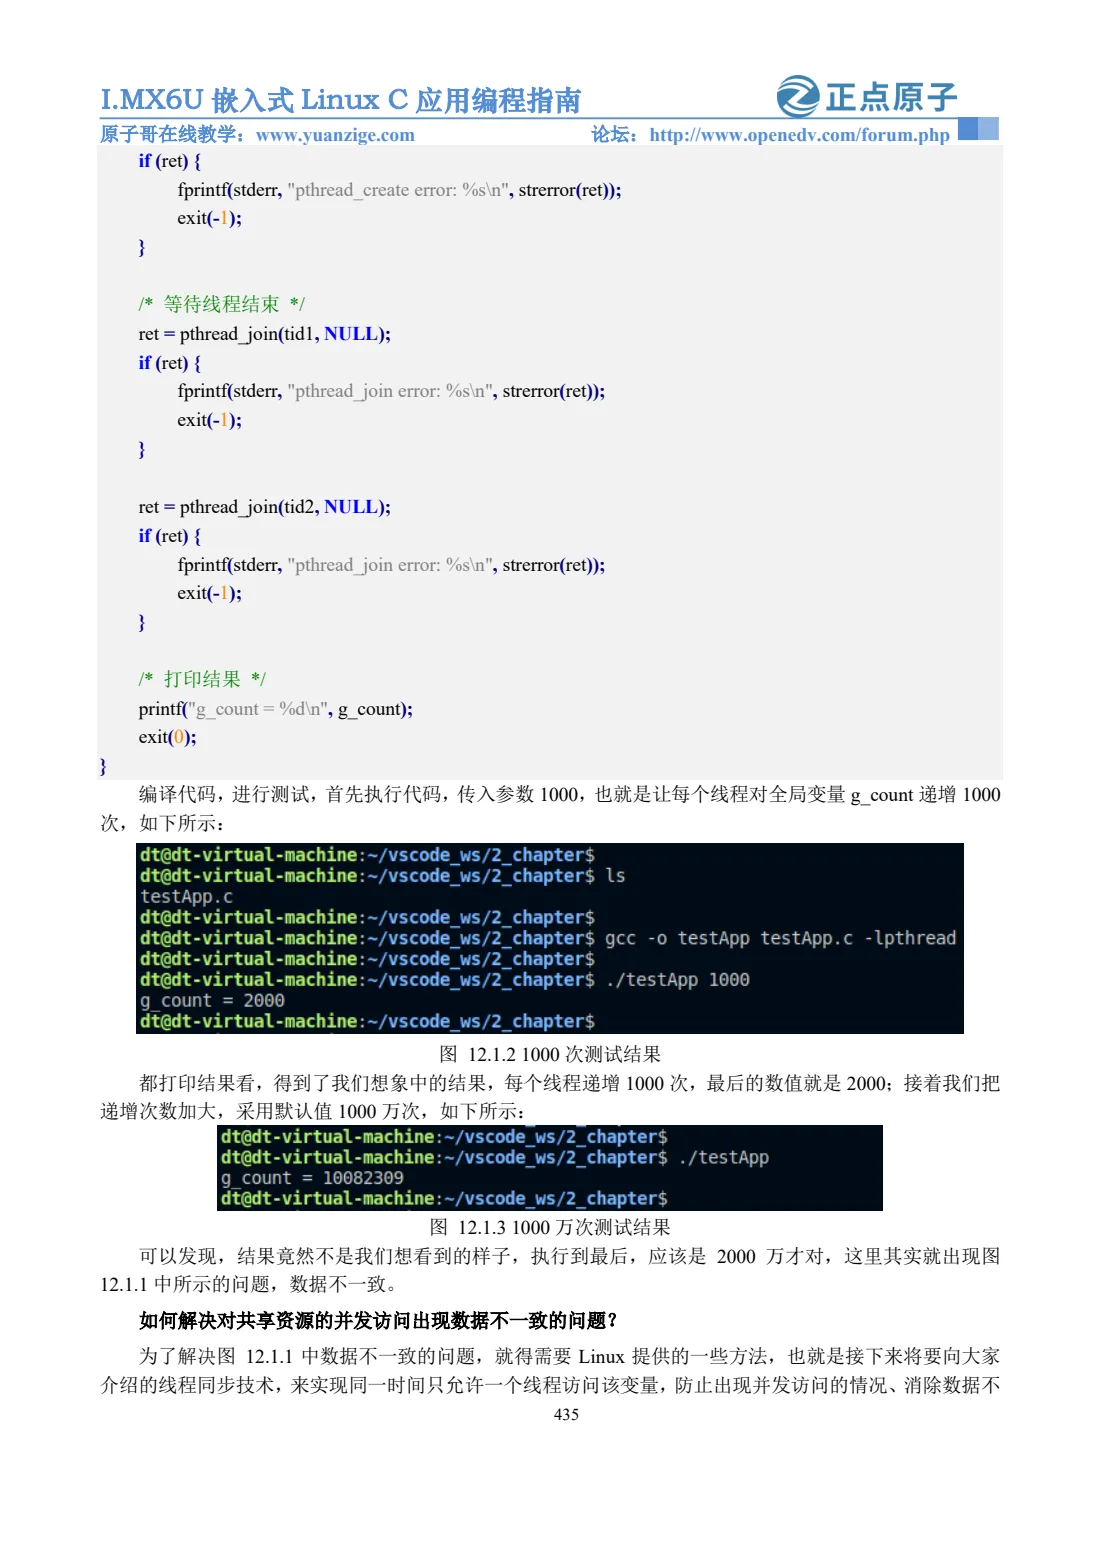 I.MX6U 嵌入式 Linux C 应用编程指南
正点原子
原子哥在线教学：www.yuanzige.com 论坛：http://www.openedv.com/forum.php
if (ret) {
fprintf(stderr, "pthread_create error: %s\n", strerror(ret));
exit(-1);
}
/* 等待线程结束 */
ret = pthread_join(tid1, NULL);
if (ret) {
fprintf(stderr, "pthread_join error: %s\n", strerror(ret));
exit(-1);
}
ret = pthread_join(tid2, NULL);
if (ret) {
fprintf(stderr, "pthread_join error: %s\n", strerror(ret));
exit(-1);
}
/* 打印结果 */
printf("g_count = %d\n", g_count);
exit(0);
}
编译代码，进行测试，首先执行代码，传入参数 1000，也就是让每个线程对全局变量 g_count 递增 1000
次，如下所示：
dt@dt-virtual-machine:~/vscode_ws/2_chapter$
dt@dt-virtual-machine:~/vscode_ws/2_chapter$ ls
testApp.c
dt@dt-virtual-machine:~/vscode_ws/2_chapter$
dt@dt-virtual-machine:~/vscode_ws/2_chapter$ gcc -o testApp testApp.c -lpthread
dt@dt-virtual-machine:~/vscode_ws/2_chapter$
dt@dt-virtual-machine:~/vscode_ws/2_chapter$ ./testApp 1000
g_count = 2000
dt@dt-virtual-machine:~/vscode_ws/2_chapter$
图 12.1.2 1000 次测试结果
都打印结果看，得到了我们想象中的结果，每个线程递增 1000 次，最后的数值就是 2000；接着我们把
递增次数加大，采用默认值 1000 万次，如下所示：
dt@dt-virtual-machine:~/vscode_ws/2_chapter$
dt@dt-virtual-machine:~/vscode_ws/2_chapter$ ./testApp
g_count = 10082309
dt@dt-virtual-machine:~/vscode_ws/2_chapter$
图 12.1.3 1000 万次测试结果
可以发现，结果竟然不是我们想看到的样子，执行到最后，应该是 2000 万才对，这里其实就出现图
12.1.1 中所示的问题，数据不一致。
如何解决对共享资源的并发访问出现数据不一致的问题？
为了解决图 12.1.1 中数据不一致的问题，就得需要 Linux 提供的一些方法，也就是接下来将要向大家
介绍的线程同步技术，来实现同一时间只允许一个线程访问该变量，防止出现并发访问的情况、消除数据不
435